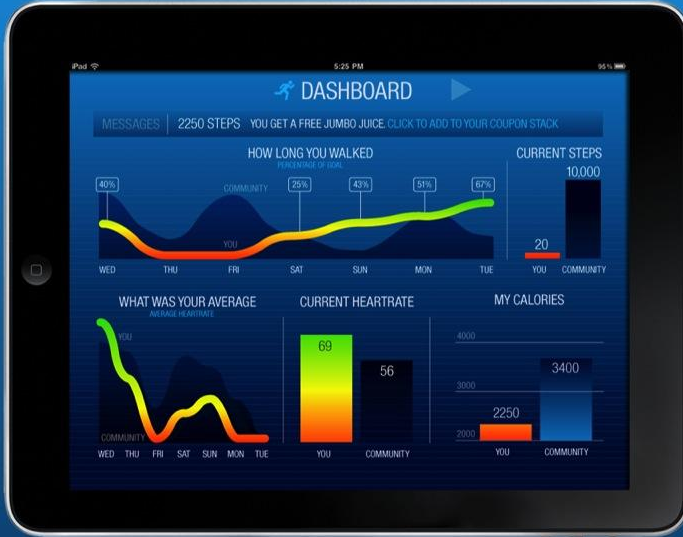 iPad
5:25 PM
96%
DASHBOARD
MESSAGES
2250 STEPS
YOU GET A FREE JUMBO JUICE. CLICK TO ADD TO YOUR COUPON STACK
HOW LONG YOU WALKED
PERCENTAGE OF GOAL
40%
COMMUNITY
25%
43%
51%
67%
YOU
WED THU FRI SAT SUN MON TUE
CURRENT STEPS
10,000
20
YOU COMMUNITY
WHAT WAS YOUR AVERAGE
AVERAGE HEARTRATE
YOU
COMMUNITY
WED THU FRI SAT SUN MON TUE
CURRENT HEARTRATE
69
56
YOU COMMUNITY
MY CALORIES
4000
3000
2000
2250
3400
YOU COMMUNITY